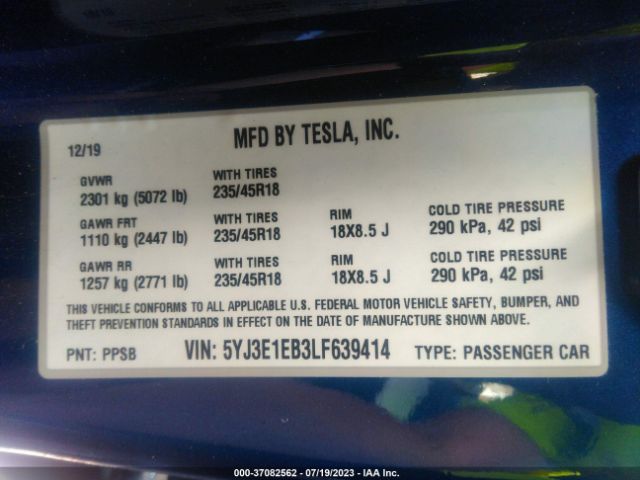 MFD BY TESLA, INC.
12/19
GVWR WITH TIRES
2301 kg (5072 lb) 235/45R18
GAWR FRT WITH TIRES RIM COLD TIRE PRESSURE
1110 kg (2447 lb) 235/45R18 18X8.5 J 290 kPa, 42 psi
GAWR RR WITH TIRES RIM COLD TIRE PRESSURE
1257 kg (2771 lb) 235/45R18 18X8.5 J 290 kPa, 42 psi
THIS VEHICLE CONFORMS TO ALL APPLICABLE U.S. FEDERAL MOTOR VEHICLE SAFETY, BUMPER, AND
THEFT PREVENTION STANDARDS IN EFFECT ON THE DATE OF MANUFACTURE SHOWN ABOVE.
PNT: PPSB VIN: 5YJ3E1EB3LF639414 TYPE: PASSENGER CAR
000-37082562 - 07/19/2023 - IAA Inc.